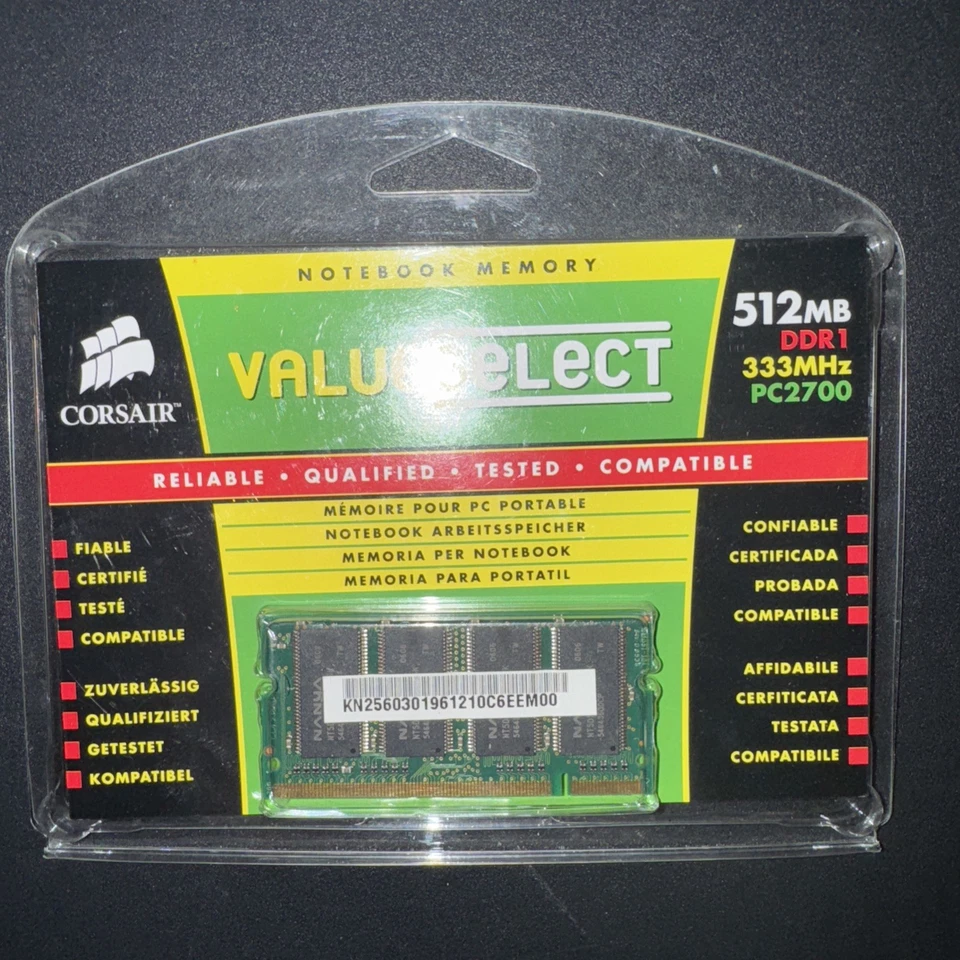 NOTEBOOK MEMORY
VALUESELECT
CORSAIR™
512MB
DDR1
333MHz
PC2700
RELIABLE • QUALIFIED • TESTED • COMPATIBLE
MÉMOIRE POUR PC PORTABLE
NOTEBOOK ARBEITSSPEICHER
MEMORIA PER NOTEBOOK
MEMORIA PARA PORTATIL
FIABLE
CERTIFIÉ
TESTÉ
COMPATIBLE
ZUVERLÄSSIG
QUALIFIZIERT
GETESTET
KOMPATIBEL
CONFIABLE
CERTIFICADA
PROBADA
COMPATIBLE
AFFIDABILE
CERFITICATA
TESTATA
COMPATIBILE
KN2560301961210C6EEM00
NANYA